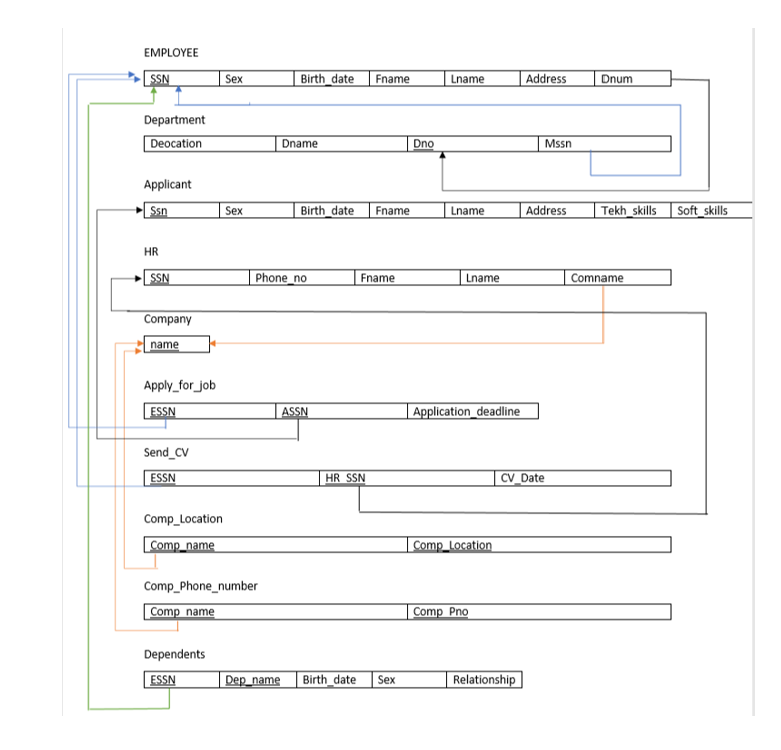 EMPLOYEE
SSN Sex Birth_date Fname Lname Address Dnum
Department
Deocation Dname Dno Mssn
Applicant
Ssn Sex Birth_date Fname Lname Address Tekh_skills Soft_skills
HR
SSN Phone_no Fname Lname Comname
Company
name
Apply_for_job
ESSN ASSN Application_deadline
Send_CV
ESSN HR_SSN CV_Date
Comp_Location
Comp_name Comp_Location
Comp_Phone_number
Comp_name Comp_Pno
Dependents
ESSN Dep_name Birth_date Sex Relationship